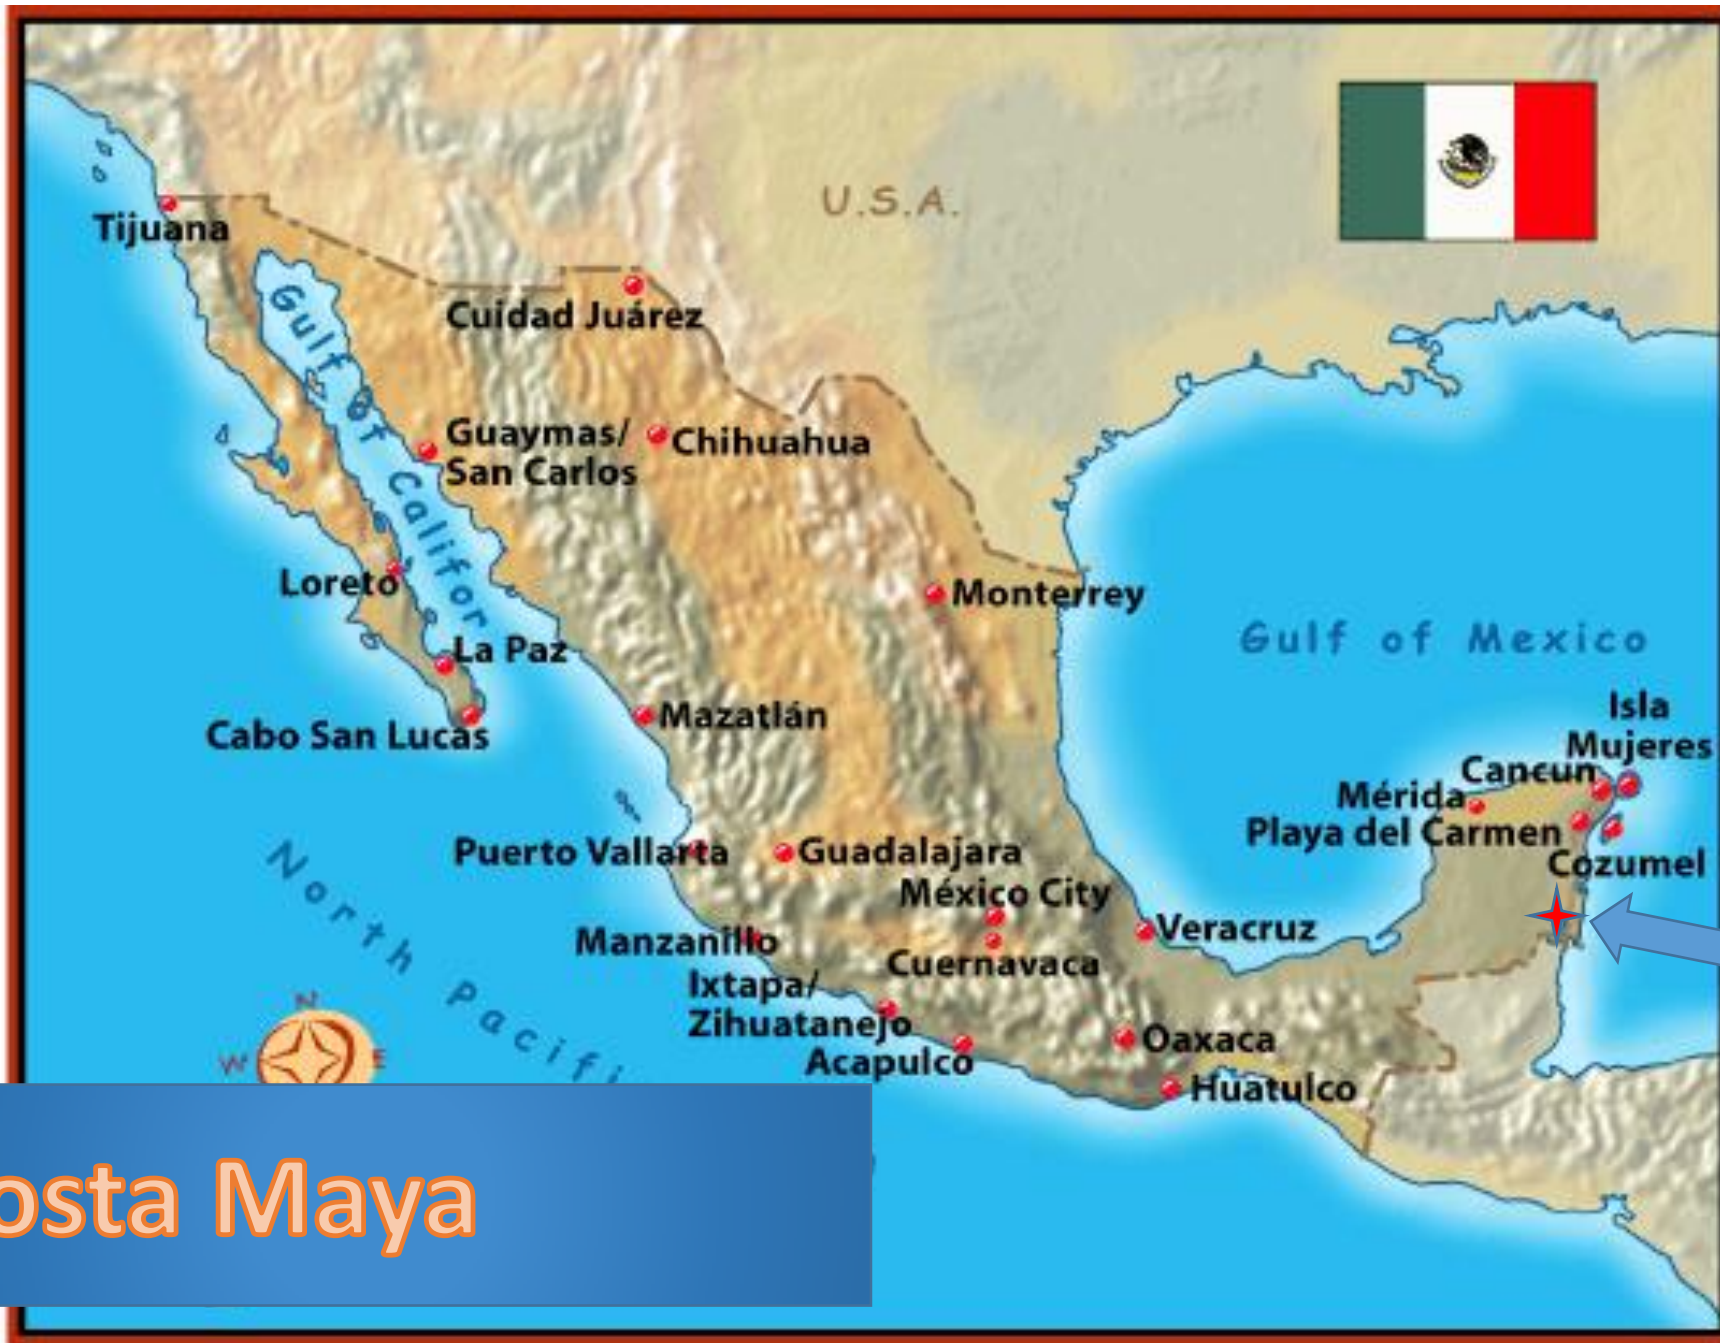 U.S.A.
Tijuana
Cuidad Juárez
Gulf of Califor
Guaymas/
San Carlos
Chihuahua
Loreto
Monterrey
La Paz
Gulf of Mexico
Isla
Mujeres
Cabo San Lucas
Mazatlán
Cancun
Mérida
Playa del Carmen
Cozumel
Puerto Vallarta
Guadalajara
México City
North Pacifi
Manzanillo
Veracruz
Cuernavaca
Ixtapa/
Zihuatanejo
Acapulco
Oaxaca
Huatulco
N
W E
osta Maya